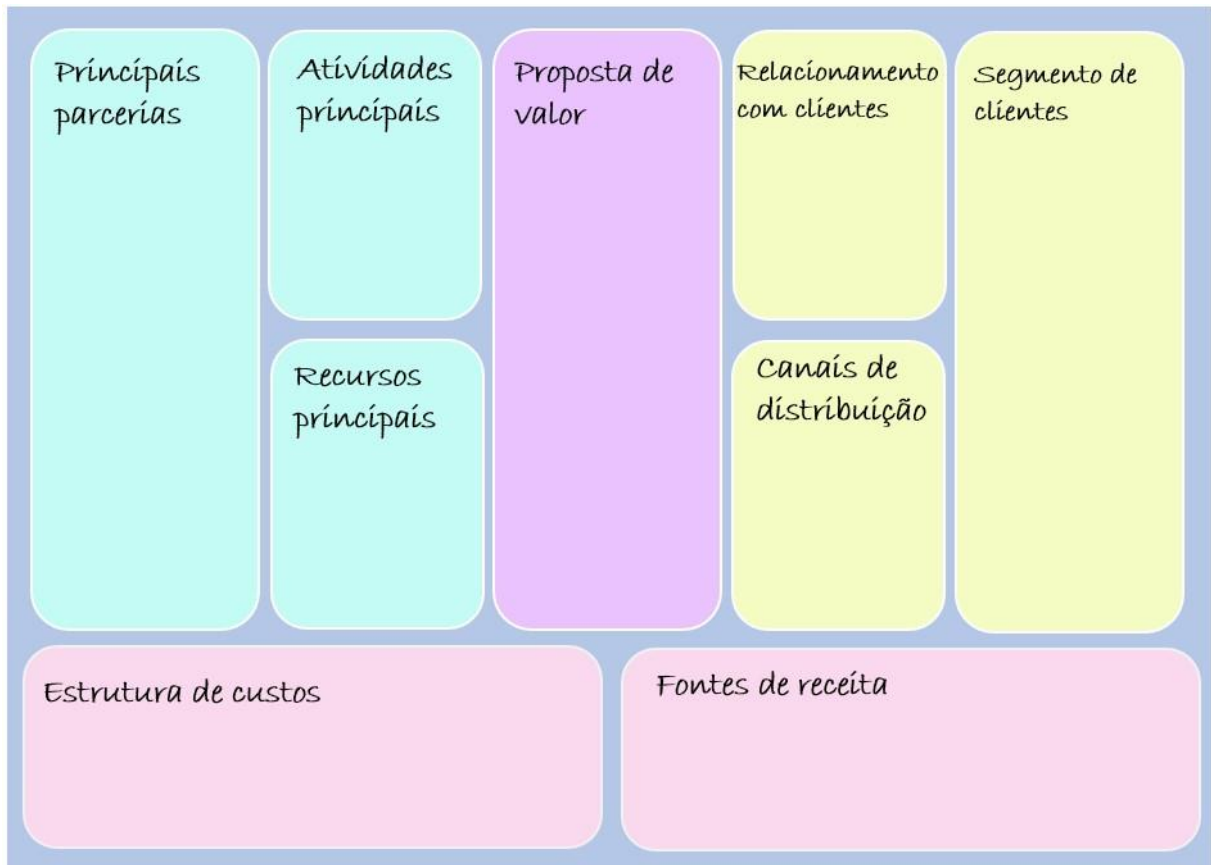 Principais
parcerias
Atividades
principais
Recursos
principais
Proposta de
valor
Relacionamento
com clientes
Canais de
distribuição
Segmento de
clientes
Estrutura de custos
Fontes de receita